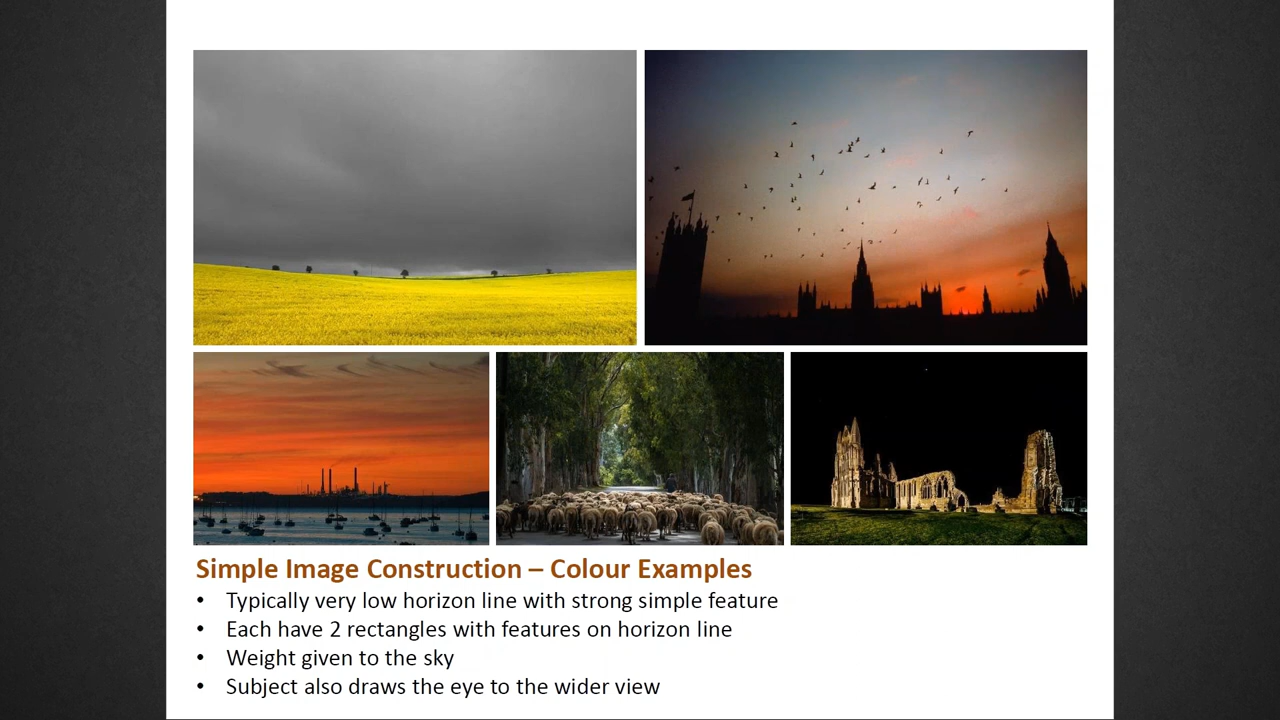 Simple Image Construction – Colour Examples
• Typically very low horizon line with strong simple feature
• Each have 2 rectangles with features on horizon line
• Weight given to the sky
• Subject also draws the eye to the wider view